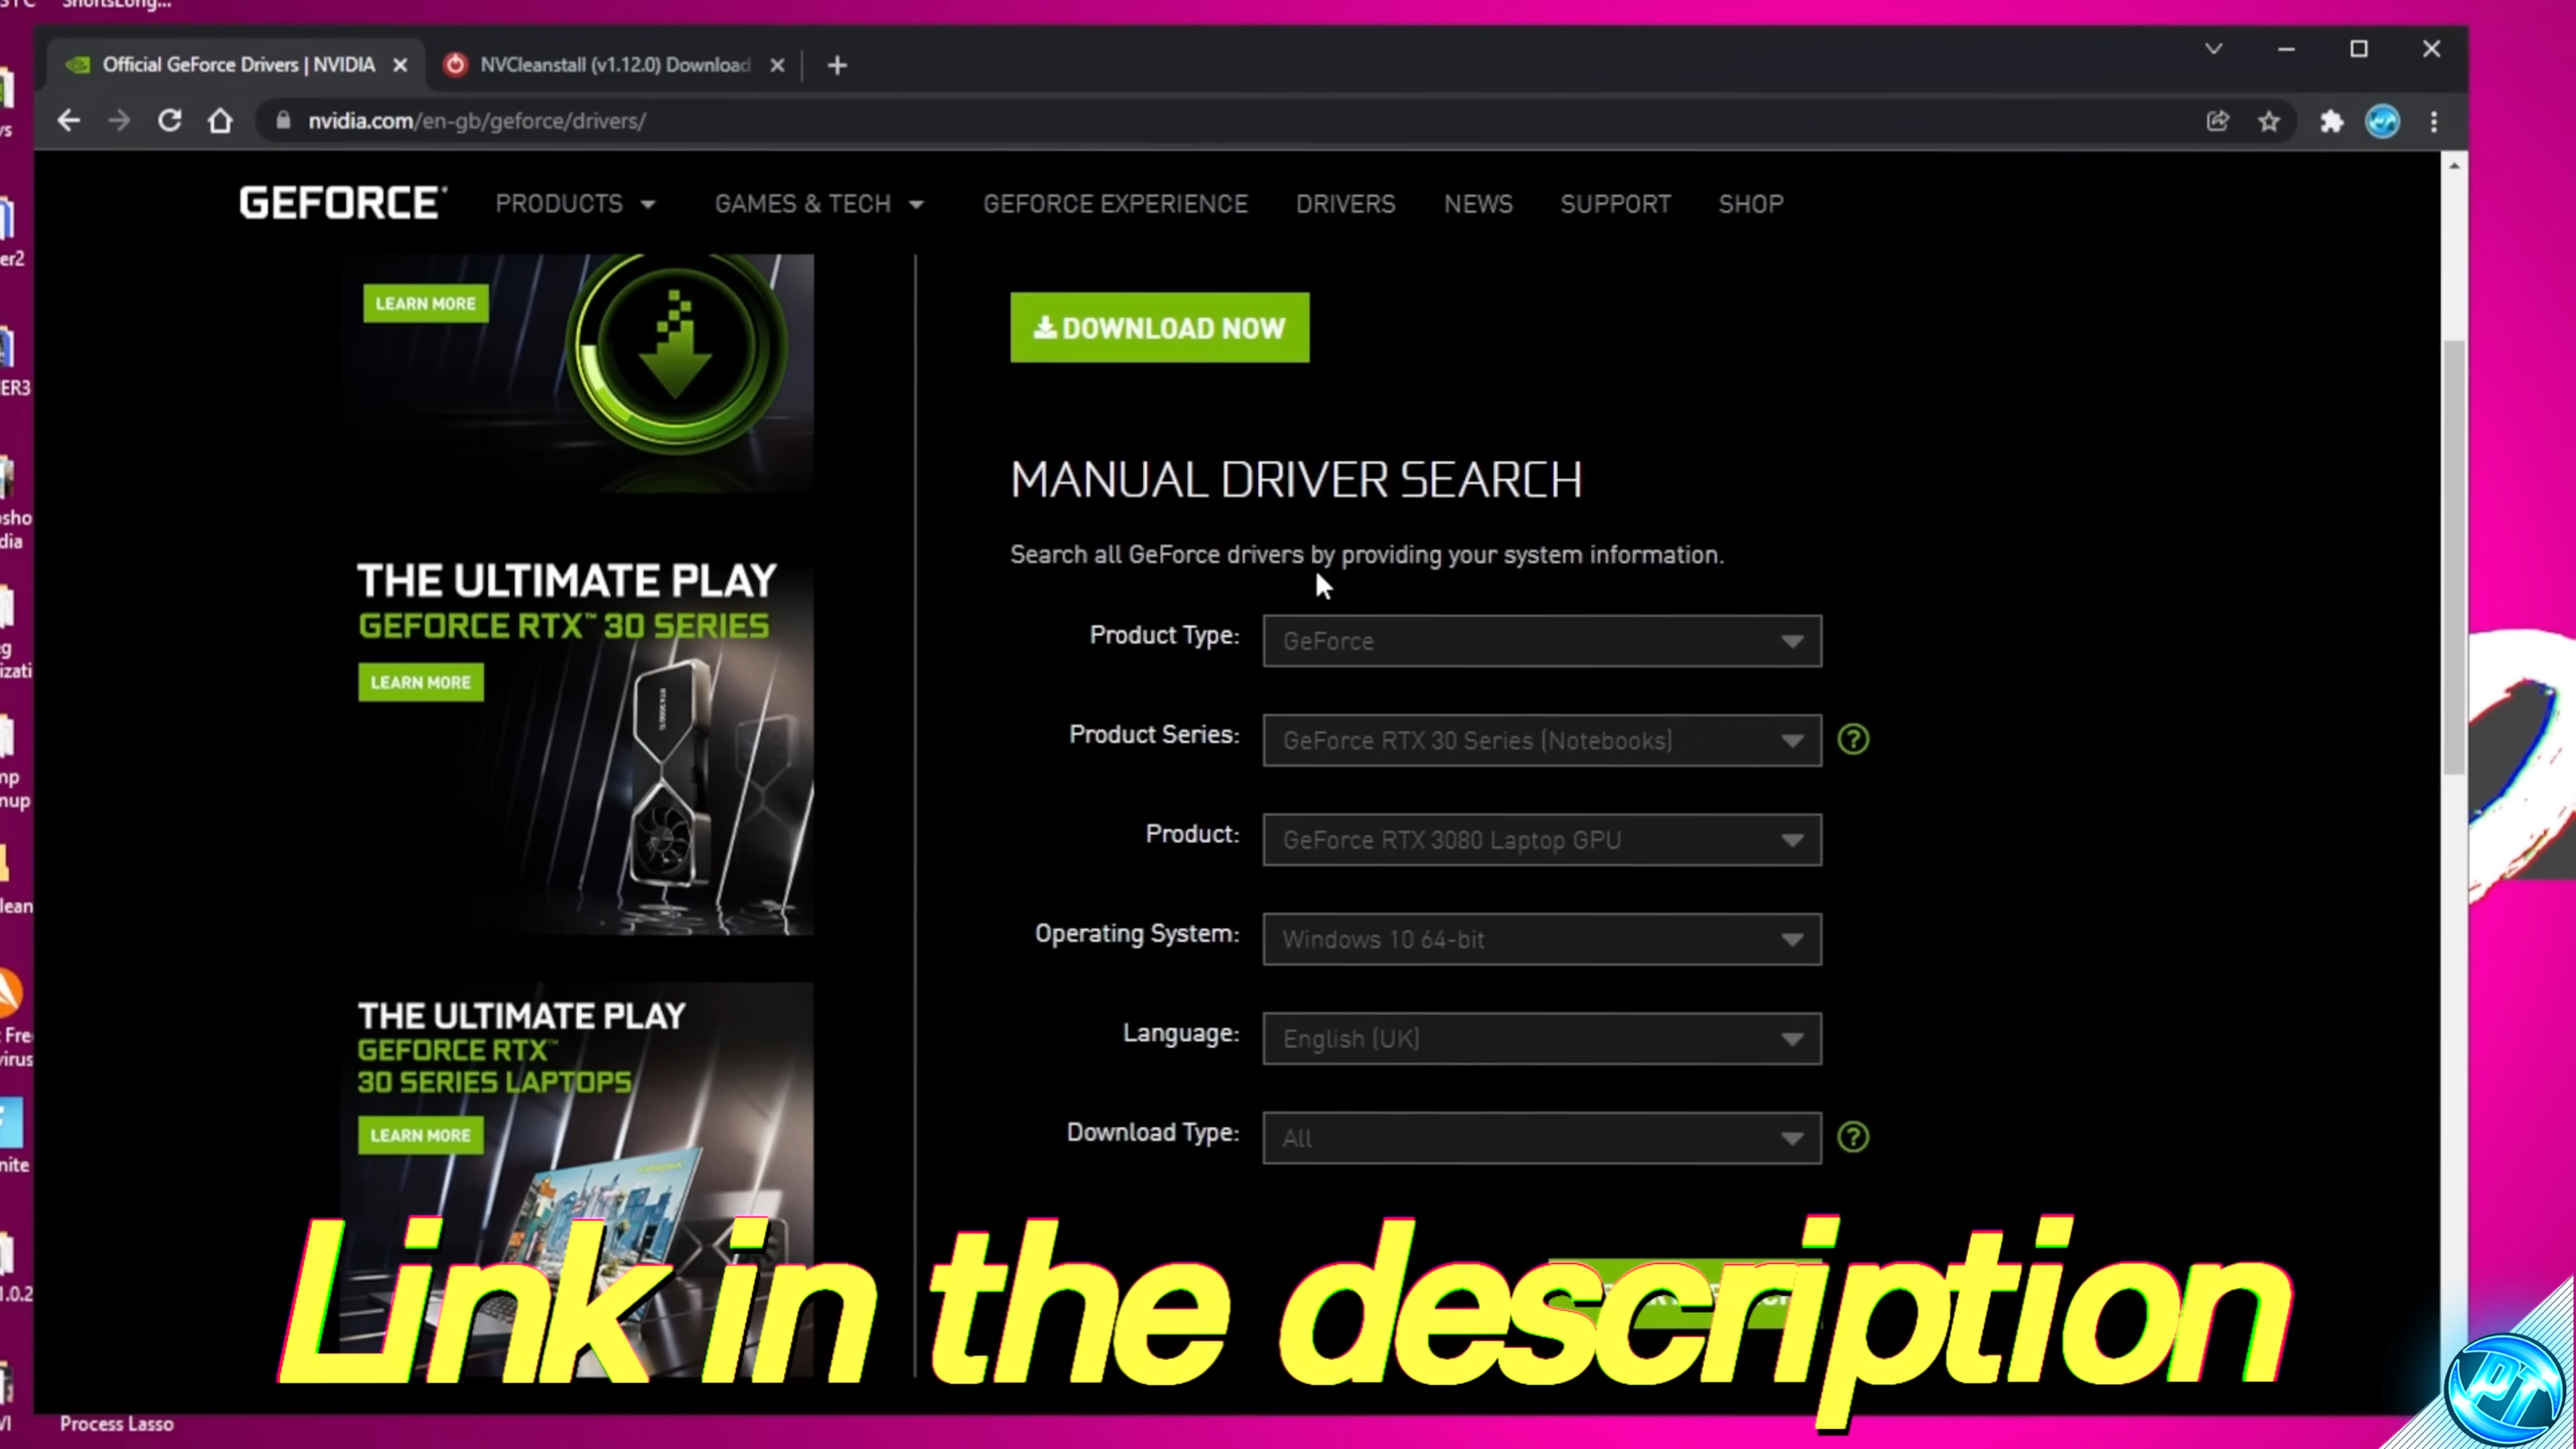 Official GeForce Drivers | NVIDIA
NVCleanstall (v1.12.0) Download
nvidia.com/en-gb/geforce/drivers/
GEFORCE
PRODUCTS
GAMES & TECH
GEFORCE EXPERIENCE
DRIVERS
NEWS
SUPPORT
SHOP
LEARN MORE
DOWNLOAD NOW
MANUAL DRIVER SEARCH
Search all GeForce drivers by providing your system information.
THE ULTIMATE PLAY
GEFORCE RTX™ 30 SERIES
LEARN MORE
Product Type: GeForce
Product Series: GeForce RTX 30 Series (Notebooks)
Product: GeForce RTX 3080 Laptop GPU
Operating System: Windows 10 64-bit
Language: English (UK)
Download Type: All
THE ULTIMATE PLAY
GEFORCE RTX™
30 SERIES LAPTOPS
LEARN MORE
Link in the description
Process Lasso
PT